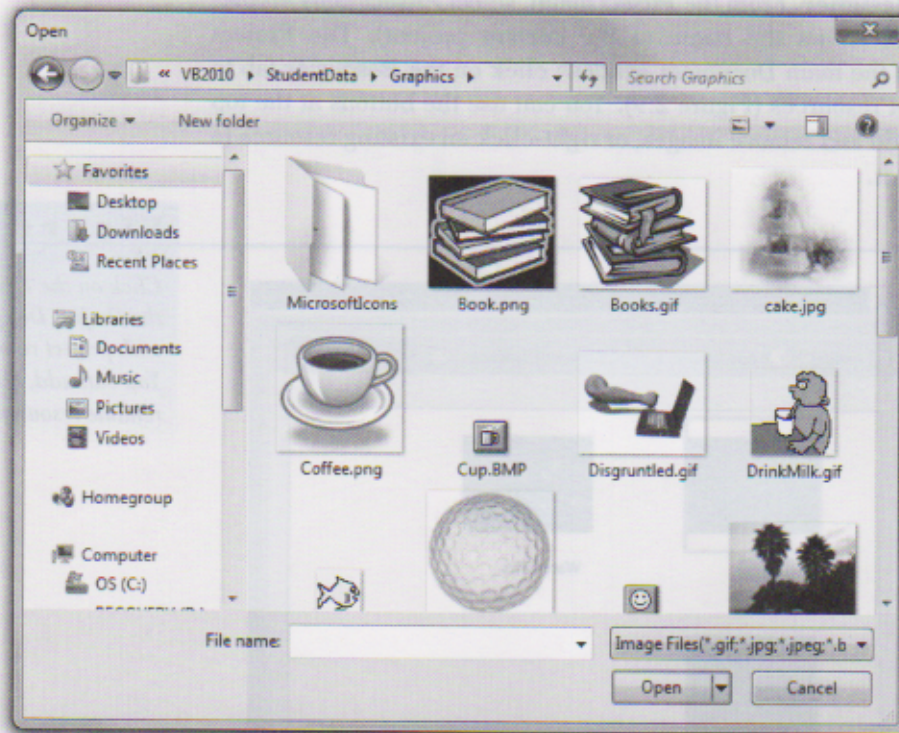 Open
« VB2010 ▸ StudentData ▸ Graphics ▸
Search Graphics
Organize
New folder
Favorites
Desktop
Downloads
Recent Places
Libraries
Documents
Music
Pictures
Videos
Homegroup
Computer
OS (C:)
MicrosoftIcons
Book.png
Books.gif
cake.jpg
Coffee.png
Cup.BMP
Disgruntled.gif
DrinkMilk.gif
File name:
Image Files(*.gif;*.jpg;*.jpeg;*.b
Open
Cancel